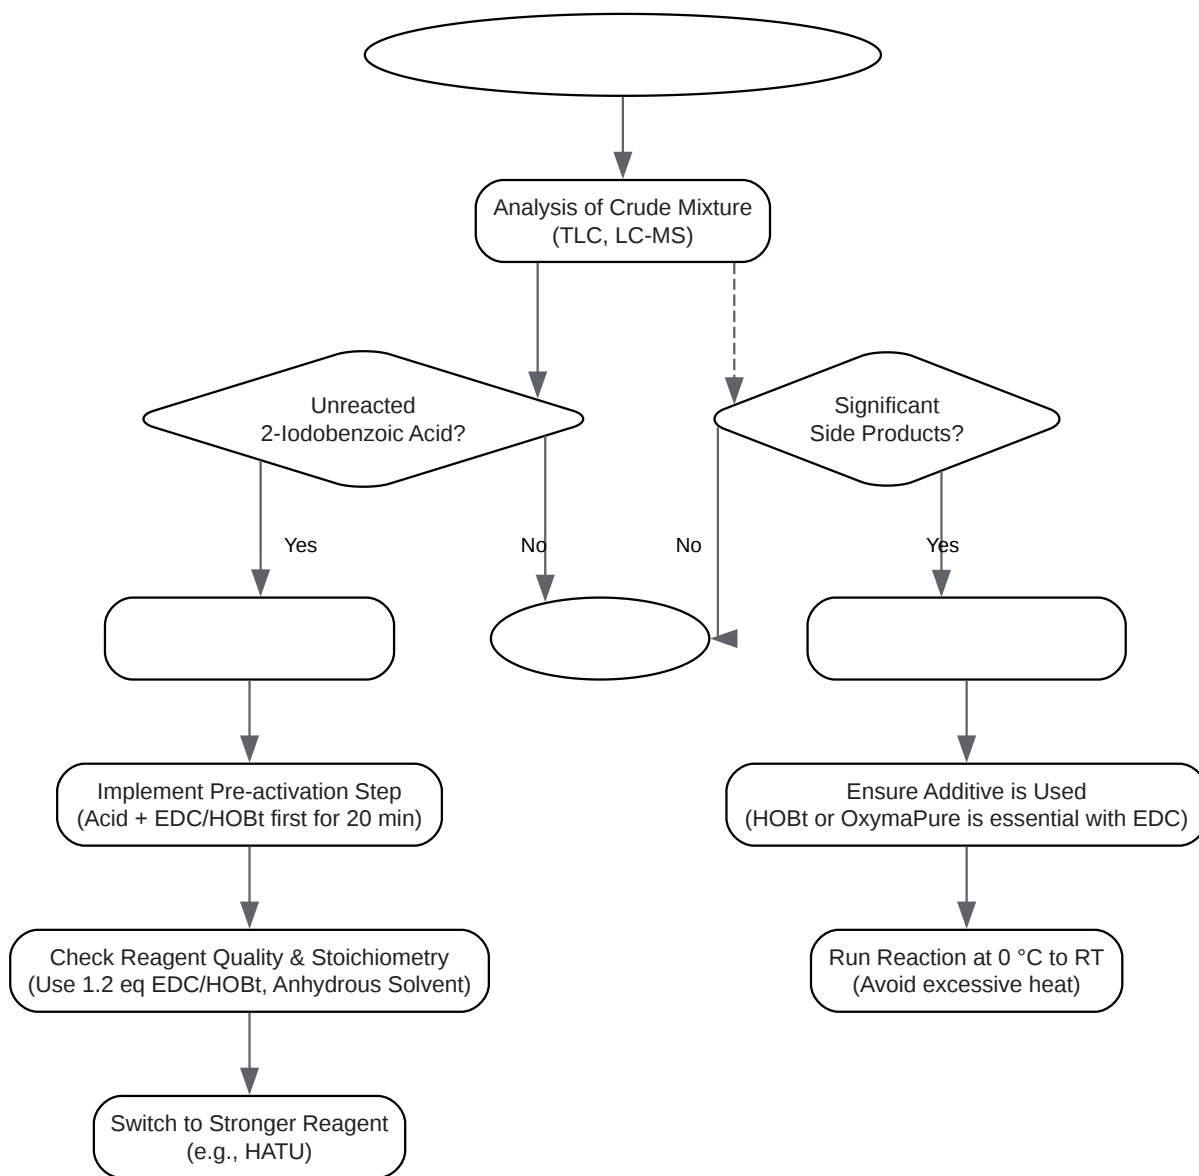 Analysis of Crude Mixture
(TLC, LC-MS)
Unreacted
2-Iodobenzoic Acid?
Significant
Side Products?
Yes
No
No
Yes
Implement Pre-activation Step
(Acid + EDC/HOBt first for 20 min)
Ensure Additive is Used
(HOBt or OxymaPure is essential with EDC)
Check Reagent Quality & Stoichiometry
(Use 1.2 eq EDC/HOBt, Anhydrous Solvent)
Run Reaction at 0 °C to RT
(Avoid excessive heat)
Switch to Stronger Reagent
(e.g., HATU)